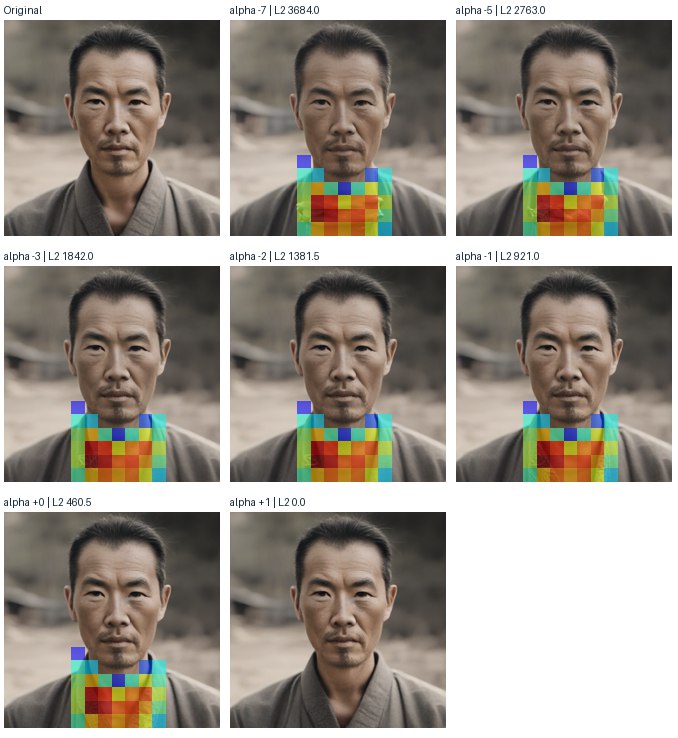 Original
alpha -7 | L2 3684.0
alpha -5 | L2 2763.0
alpha -3 | L2 1842.0
alpha -2 | L2 1381.5
alpha -1 | L2 921.0
alpha +0 | L2 460.5
alpha +1 | L2 0.0